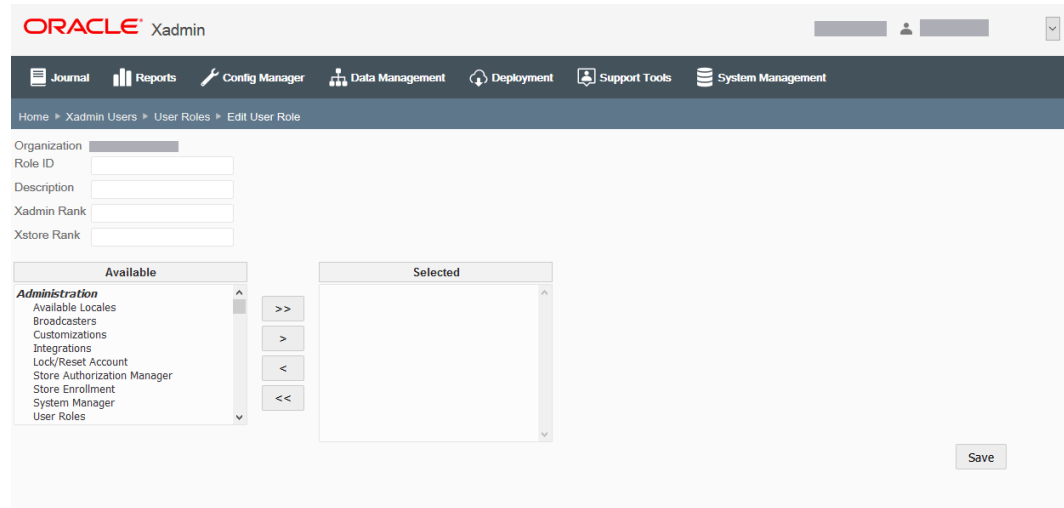 ORACLE Xadmin
Journal Reports Config Manager Data Management Deployment Support Tools System Management
Home Xadmin Users User Roles Edit User Role
Organization
Role ID
Description
Xadmin Rank
Xstore Rank
Available Selected
Administration
Available Locales
Broadcasters
>>
Customizations
Integrations
>
Lock/Reset Account
<
Store Authorization Manager
Store Enrollment
System Manager
<<
User Roles
Save